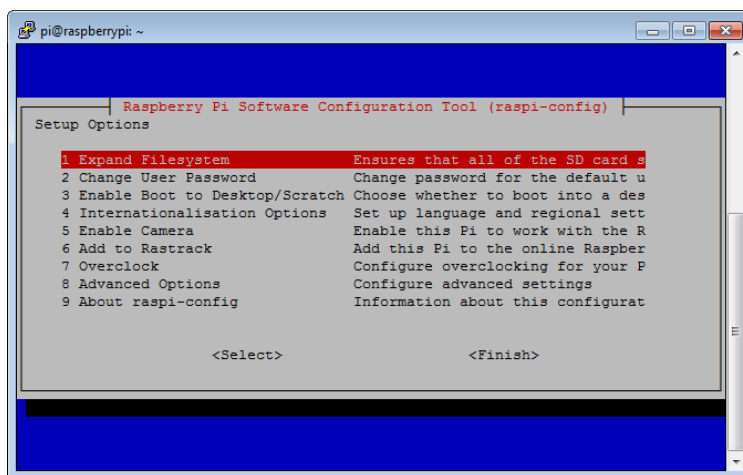 pi@raspberrypi: ~
Raspberry Pi Software Configuration Tool (raspi-config)
Setup Options
1 Expand Filesystem Ensures that all of the SD card s
2 Change User Password Change password for the default u
3 Enable Boot to Desktop/Scratch Choose whether to boot into a des
4 Internationalisation Options Set up language and regional sett
5 Enable Camera Enable this Pi to work with the R
6 Add to Rastrack Add this Pi to the online Raspber
7 Overclock Configure overclocking for your P
8 Advanced Options Configure advanced settings
9 About raspi-config Information about this configurat
<Select> <Finish>